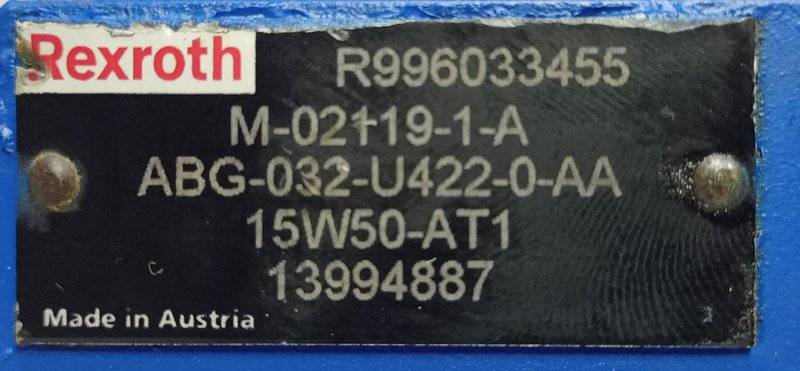 Rexroth
R996033455
M-02119-1-A
ABG-032-U422-0-AA
15W50-AT1
13994887
Made in Austria